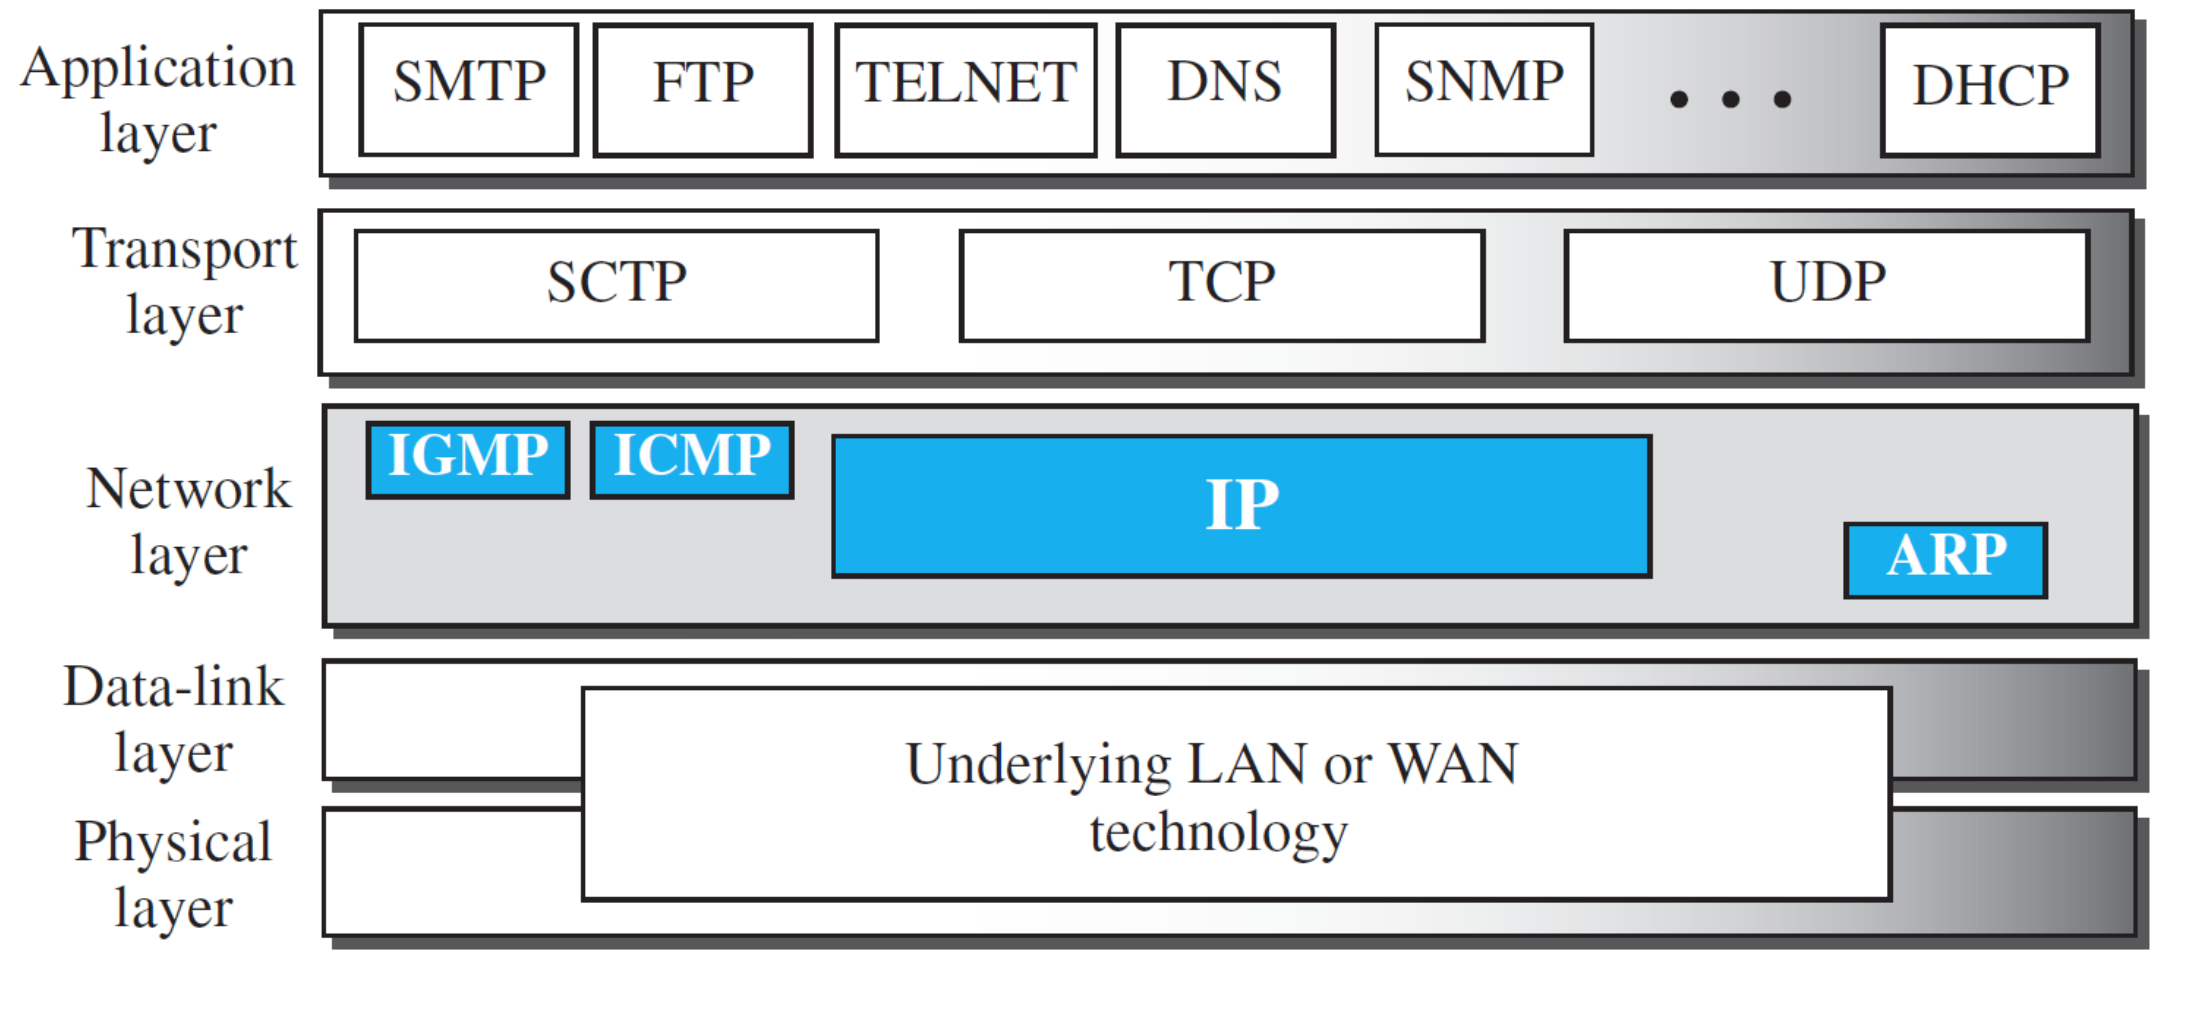 Application
layer
SMTP
FTP
TELNET
DNS
SNMP
• • •
DHCP
Transport
layer
SCTP
TCP
UDP
Network
layer
IGMP
ICMP
IP
ARP
Data-link
layer
Physical
layer
Underlying LAN or WAN
technology